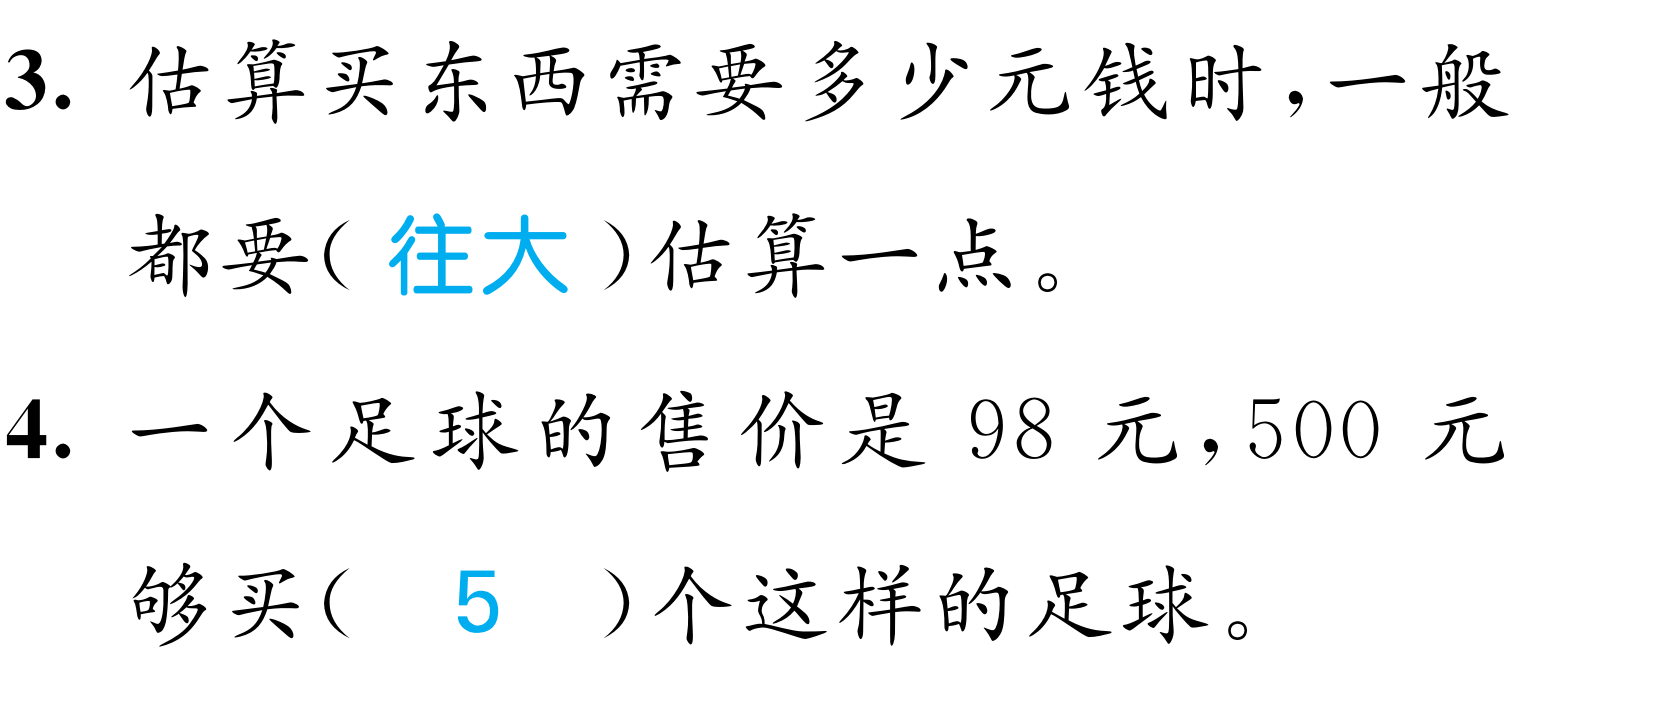 3. 估算买东西需要多少元钱时,一般
都要( 往大 )估算一点。
4. 一个足球的售价是 98 元,500 元
够买( 5 )个这样的足球。